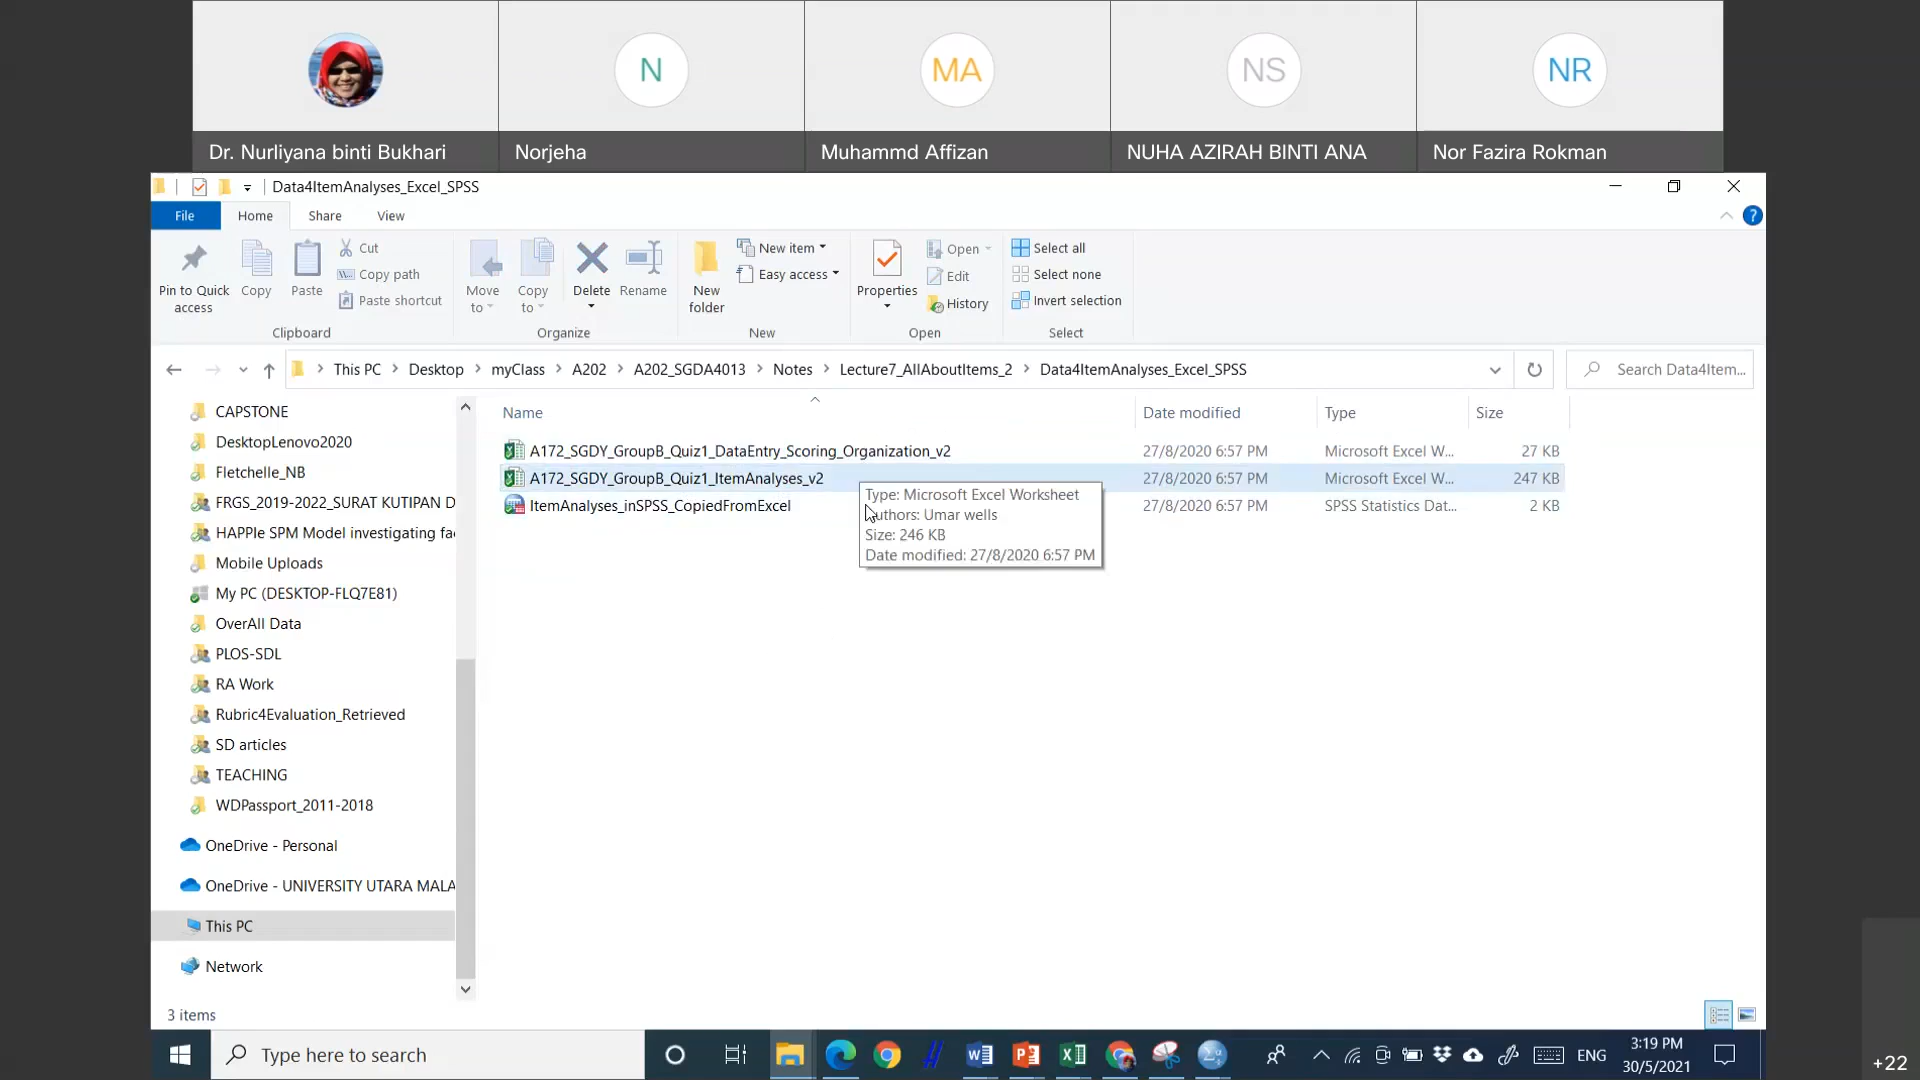 N
MA
NS
NR
Dr. Nurliyana binti Bukhari
Norjeha
Muhammd Affizan
NUHA AZIRAH BINTI ANA
Nor Fazira Rokman
Data4ItemAnalyses_Excel_SPSS
File
Home
Share
View
Pin to Quick access
Copy
Paste
Cut
Copy path
Paste shortcut
Clipboard
Move to
Copy to
Delete
Rename
Organize
New folder
New item
Easy access
New
Properties
Open
Edit
History
Open
Select all
Select none
Invert selection
Select
This PC > Desktop > myClass > A202 > A202_SGDA4013 > Notes > Lecture7_AllAboutItems_2 > Data4ItemAnalyses_Excel_SPSS
Search Data4Item...
CAPSTONE
DesktopLenovo2020
Fletchelle_NB
FRGS_2019-2022_SURAT KUTIPAN D
HAPPIe SPM Model investigating fa
Mobile Uploads
My PC (DESKTOP-FLQ7E81)
OverAll Data
PLOS-SDL
RA Work
Rubric4Evaluation_Retrieved
SD articles
TEACHING
WDPassport_2011-2018
OneDrive - Personal
OneDrive - UNIVERSITY UTARA MALA
This PC
Network
Name Date modified Type Size
A172_SGDY_GroupB_Quiz1_DataEntry_Scoring_Organization_v2 27/8/2020 6:57 PM Microsoft Excel W... 27 KB
A172_SGDY_GroupB_Quiz1_ItemAnalyses_v2 27/8/2020 6:57 PM Microsoft Excel W... 247 KB
ItemAnalyses_inSPSS_CopiedFromExcel 27/8/2020 6:57 PM SPSS Statistics Dat... 2 KB
Type: Microsoft Excel Worksheet
Authors: Umar wells
Size: 246 KB
Date modified: 27/8/2020 6:57 PM
3 items
Type here to search
ENG
3:19 PM
30/5/2021
+22